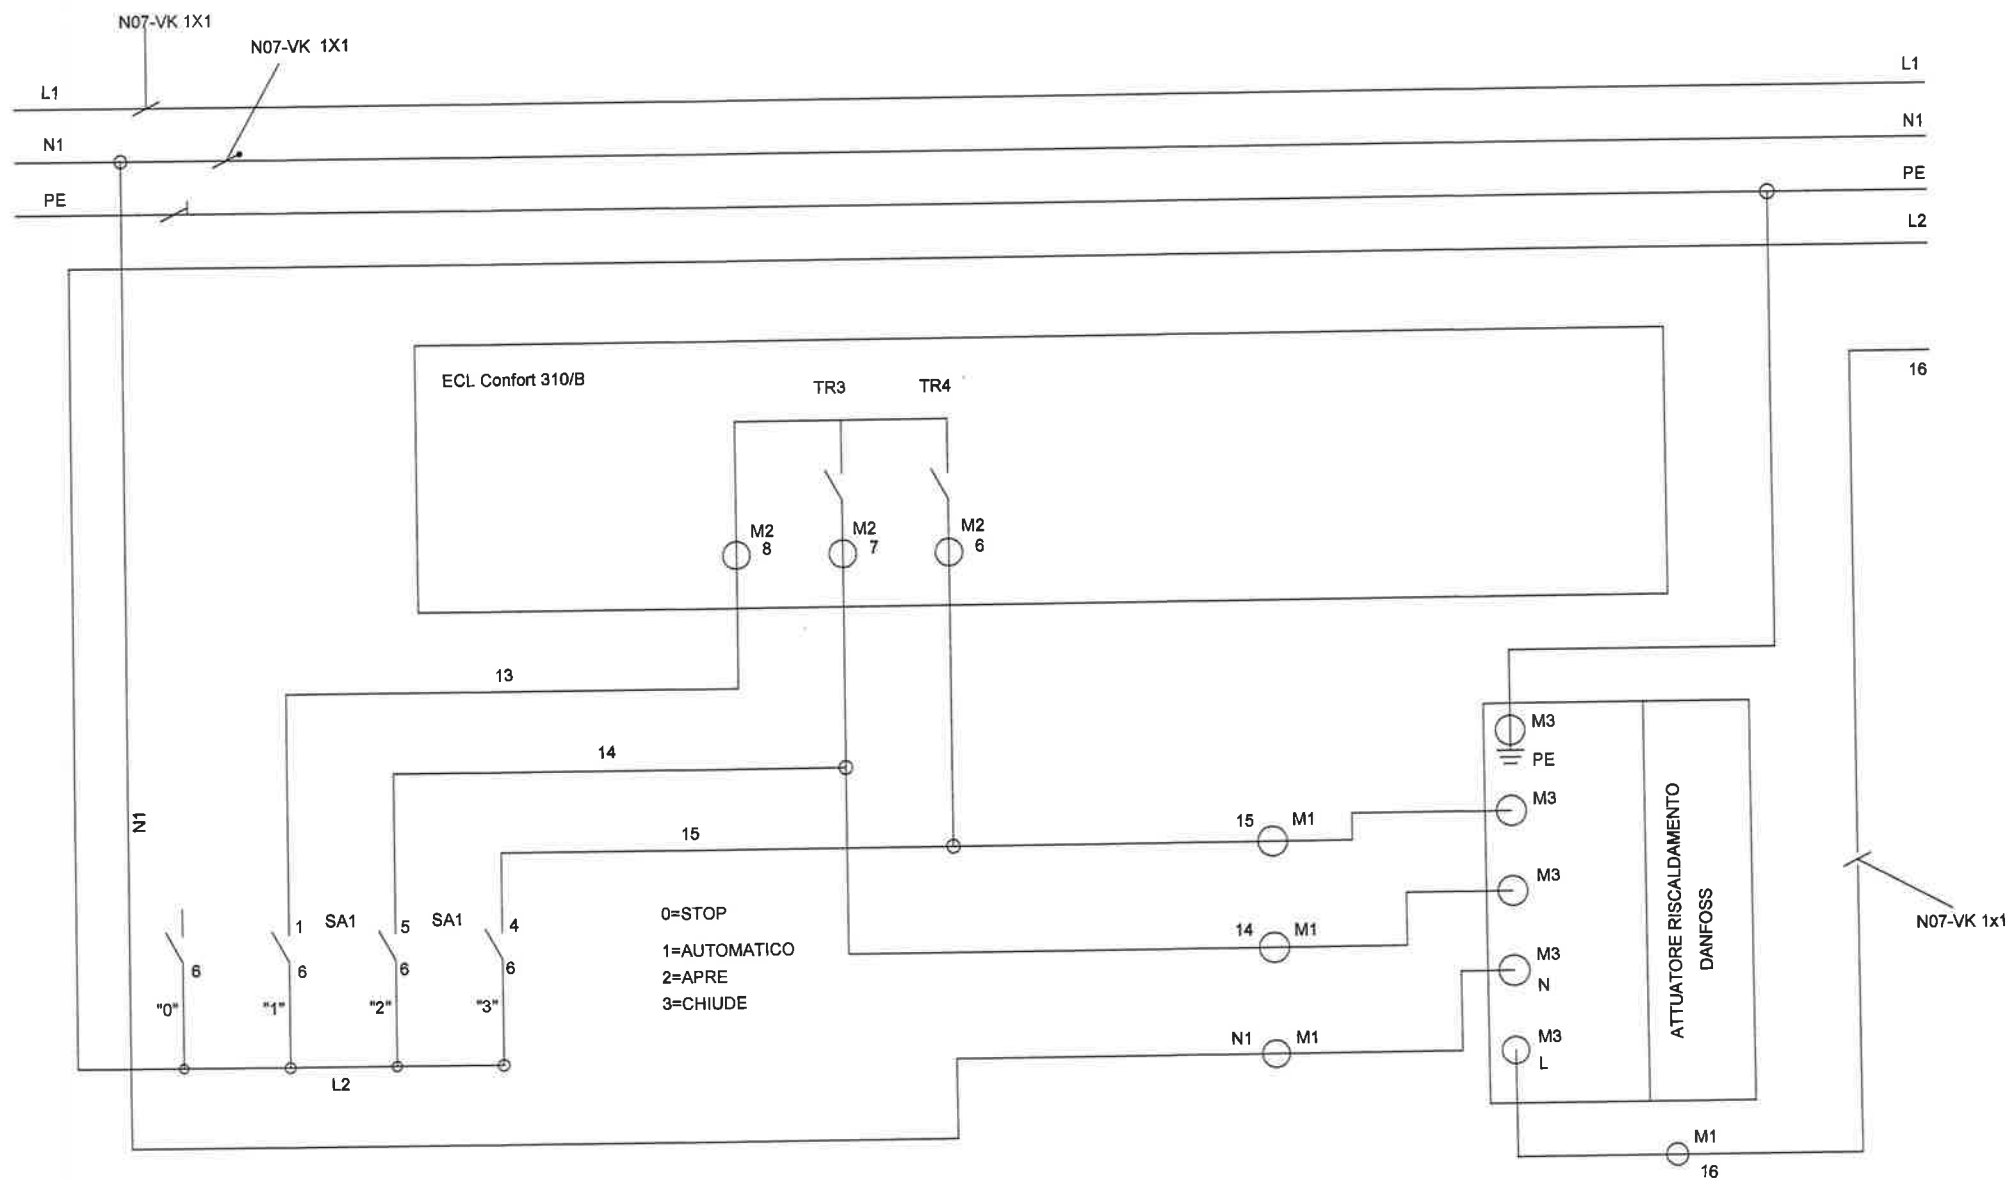 N07-VK 1X1
N07-VK 1X1
L1
L1
N1
N1
PE
PE
L2
ECL Confort 310/B
TR3
TR4
16
M2
8
M2
7
M2
6
13
14
15
N1
15 M1
14 M1
N1 M1
M3
PE
M3
M3
M3
N
M3
L
ATTUATORE RISCALDAMENTO
DANFOSS
N07-VK 1x1
1
SA1
5
SA1
4
6
6
6
6
"0"
"1"
"2"
"3"
0=STOP
1=AUTOMATICO
2=APRE
3=CHIUDE
L2
M1
16